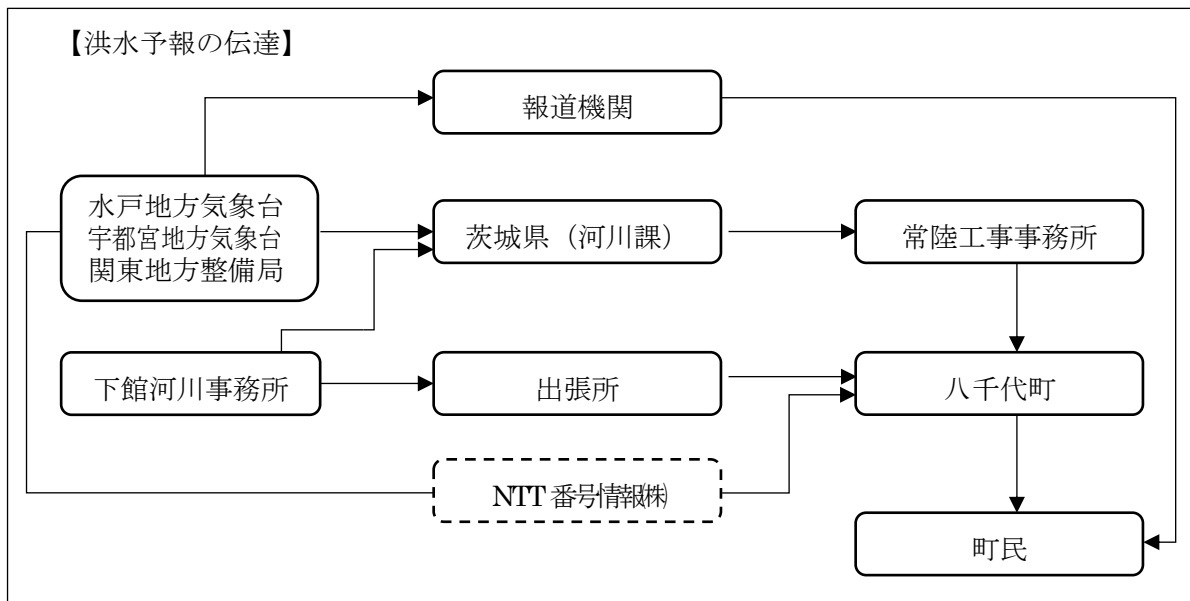 【洪水予報の伝達】
報道機関
水戸地方気象台
宇都宮地方気象台
関東地方整備局
茨城県（河川課）
常陸工事事務所
下館河川事務所
出張所
八千代町
NTT 番号情報㈱
町民